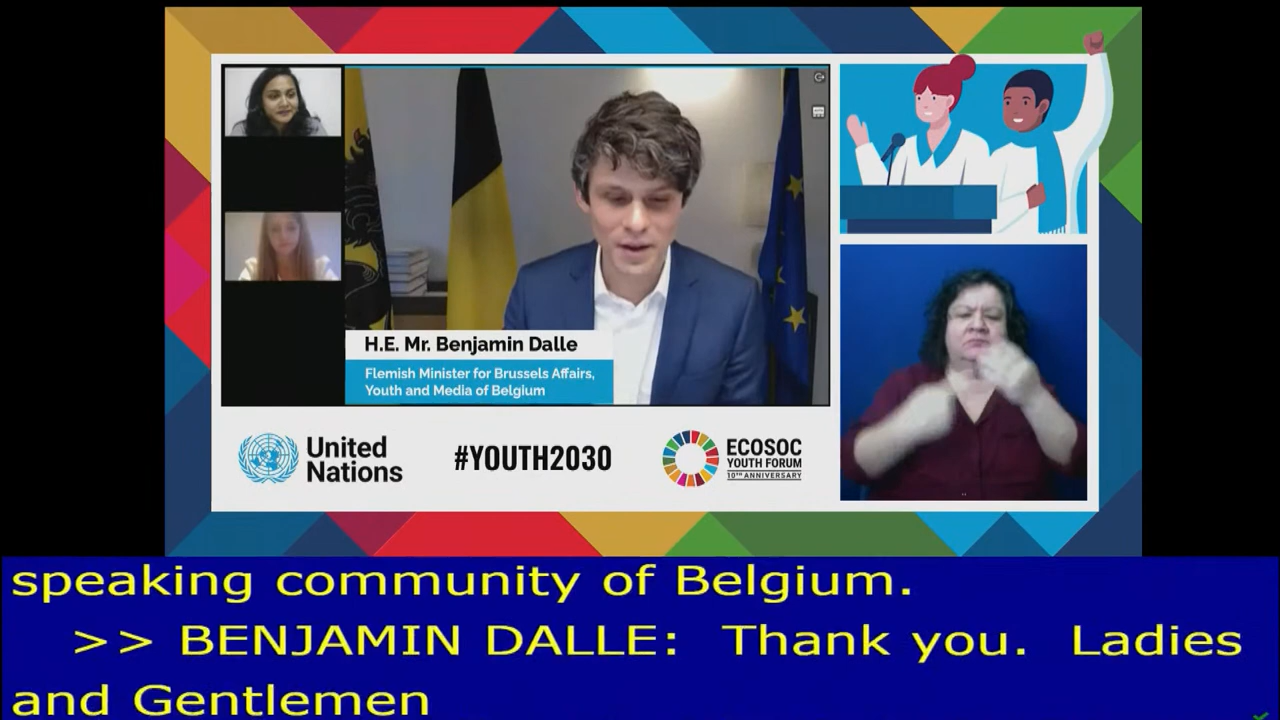 H.E. Mr. Benjamin Dalle
Flemish Minister for Brussels Affairs,
Youth and Media of Belgium
United
Nations
#YOUTH2030
ECOSOC
YOUTH FORUM
10TH ANNIVERSARY
speaking community of Belgium.
>> BENJAMIN DALLE:  Thank you.  Ladies
and Gentlemen